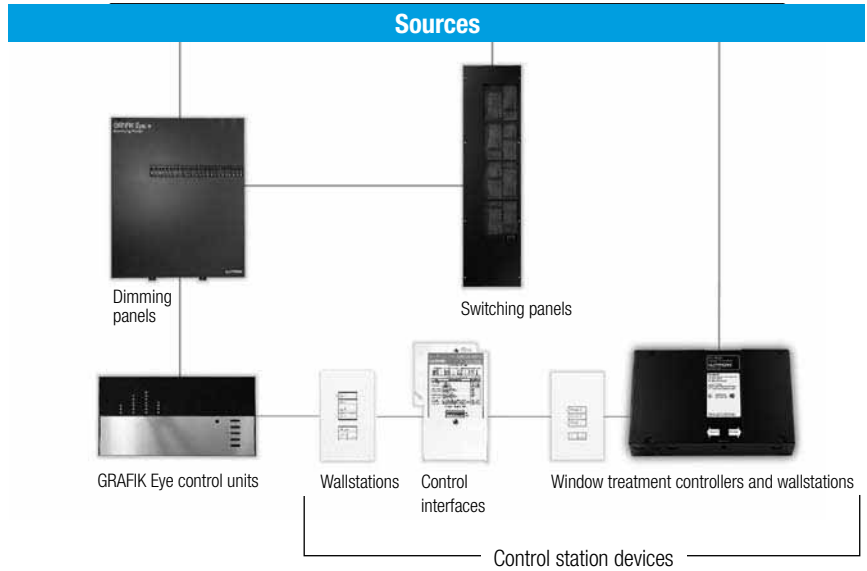 Sources
GRAFIK Eye
LUTRON
Dimming
panels
Switching panels
GRAFIK Eye control units
Wallstations
Control
interfaces
Window treatment controllers and wallstations
Control station devices